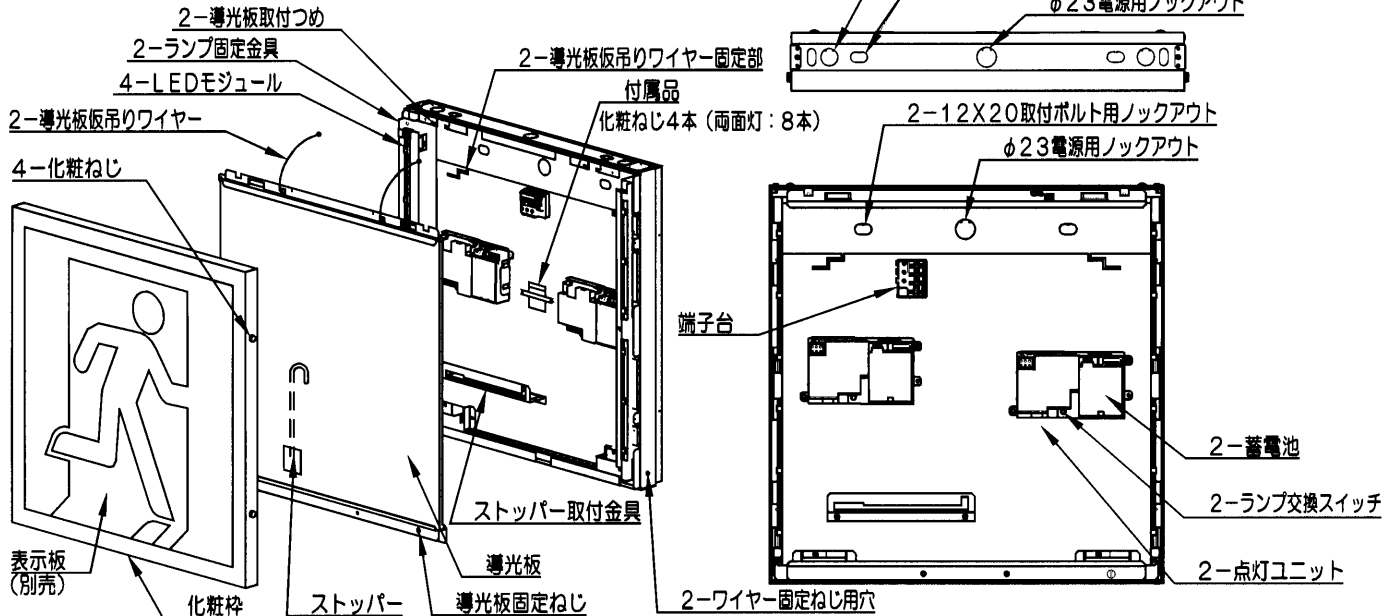 2－導光板取付つめ
2－ランプ固定金具
4－LEDモジュール
2－導光板仮吊りワイヤー
4－化粧ねじ
2－導光板仮吊りワイヤー固定部
付属品
化粧ねじ4本（両面灯：8本）
φ23電源用ノックアウト
2－12X20取付ボルト用ノックアウト
φ23電源用ノックアウト
端子台
2－蓄電池
2－ランプ交換スイッチ
2－点灯ユニット
ストッパー取付金具
導光板
表示板
(別売)
化粧枠
ストッパー
導光板固定ねじ
2－ワイヤー固定ねじ用穴